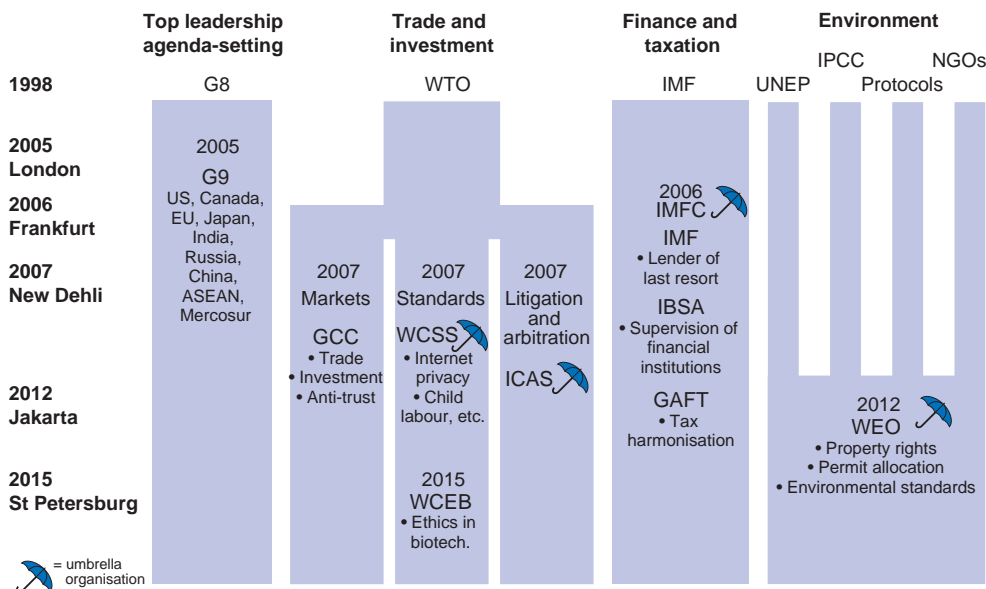 Top leadership
agenda-setting
Trade and
investment
Finance and
taxation
Environment
IPCC
NGOs
1998
G8
WTO
IMF
UNEP
Protocols
2005
London
2006
Frankfurt
2007
New Dehli
2012
Jakarta
2015
St Petersburg
2005
G9
US, Canada,
EU, Japan,
India,
Russia,
China,
ASEAN,
Mercosur
2007
Markets
GCC
• Trade
• Investment
• Anti-trust
2007
Standards
WCSS
• Internet
privacy
• Child
labour, etc.
2015
WCEB
• Ethics in
biotech.
2007
Litigation
and
arbitration
ICAS
2006
IMFC
IMF
• Lender of
last resort
IBSA
• Supervision of
financial
institutions
GAFT
• Tax
harmonisation
2012
WEO
• Property rights
• Permit allocation
• Environmental standards
= umbrella
organisation